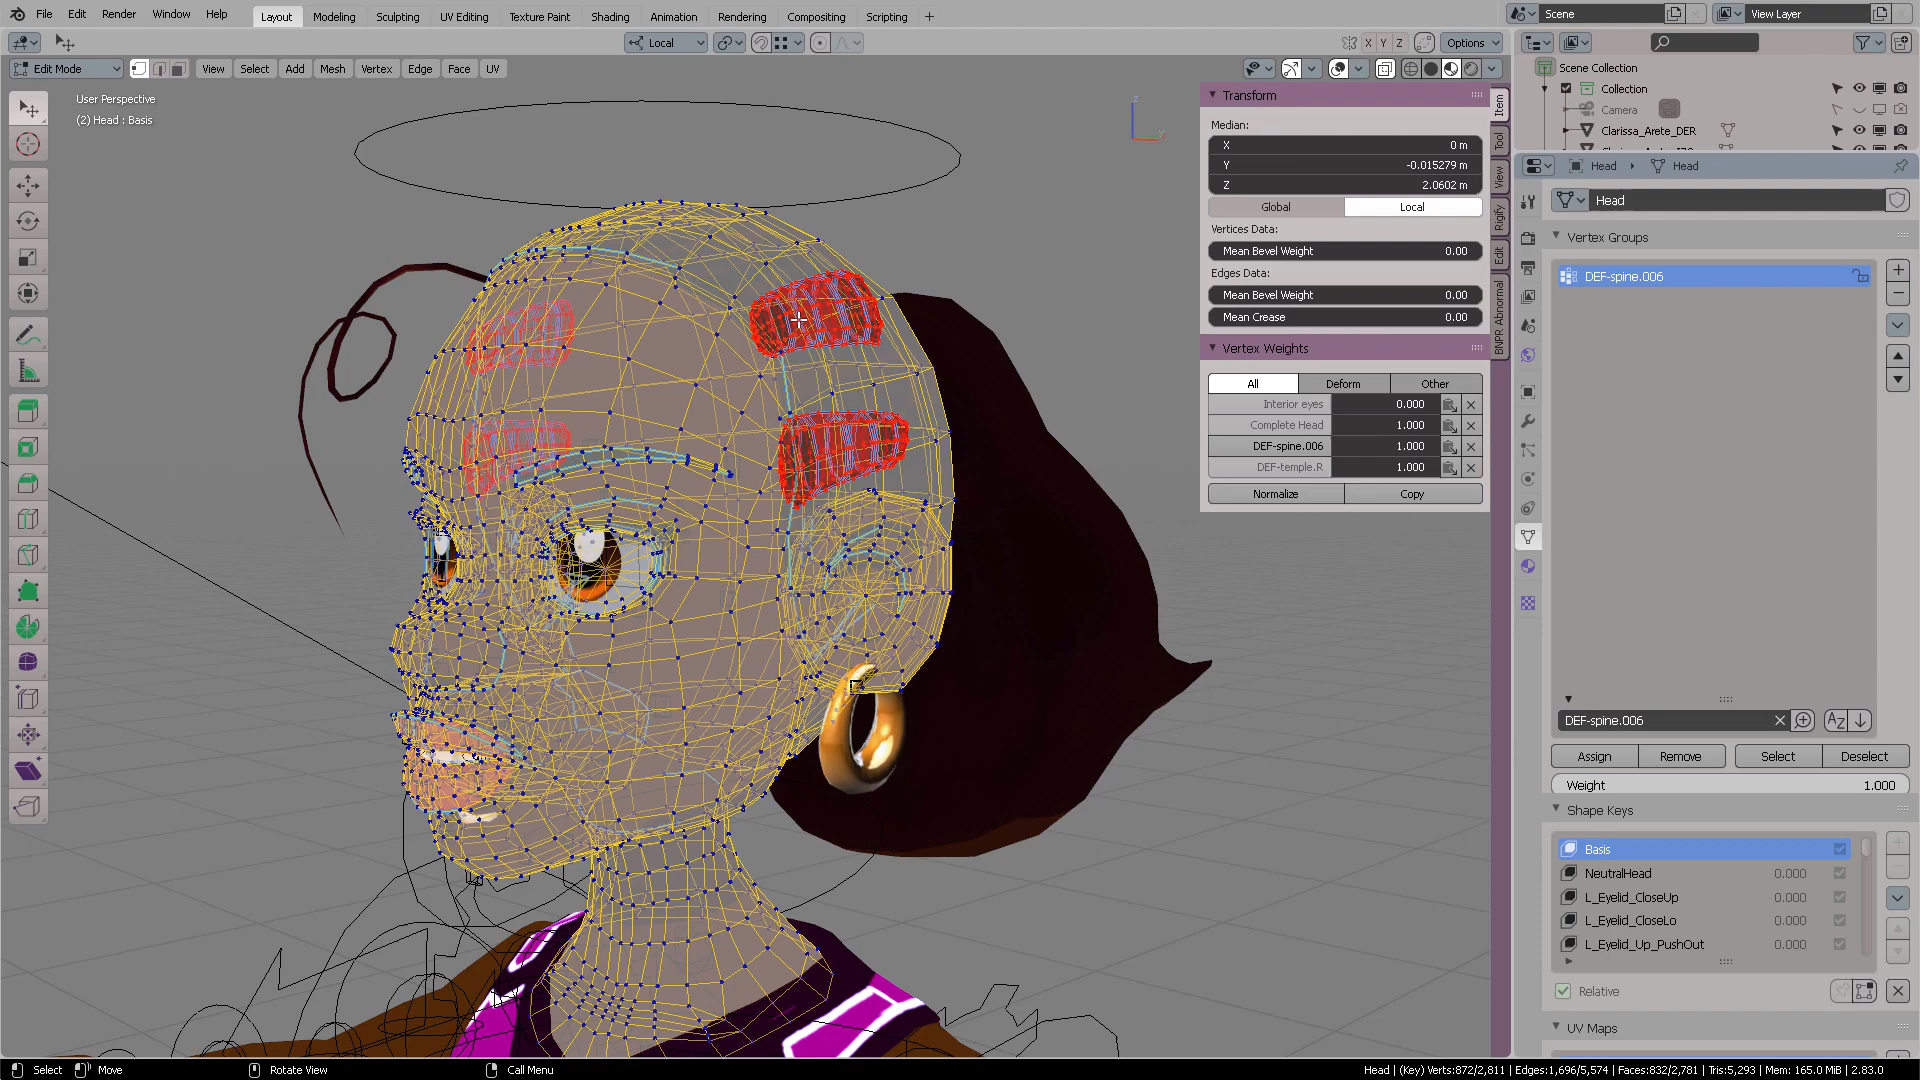 File Edit Render Window Help Layout Modeling Sculpting UV Editing Texture Paint Shading Animation Rendering Compositing Scripting +
Scene View Layer
Local X Y Z Options
Edit Mode View Select Add Mesh Vertex Edge Face UV
User Perspective
(2) Head : Basis
Transform
Median:
X 0 m
Y -0.015279 m
Z 2.0602 m
Global Local
Vertices Data:
Mean Bevel Weight 0.00
Edges Data:
Mean Bevel Weight 0.00
Mean Crease 0.00
Vertex Weights
All Deform Other
Interior eyes 0.000
Complete Head 1.000
DEF-spine.006 1.000
DEF-temple.R 1.000
Normalize Copy
Item
Tool
View
Rigify
Edit
BNPR Abnormal
Scene Collection
Collection
Camera
Clarissa_Arete_DER
Head Head
Head
Vertex Groups
DEF-spine.006
DEF-spine.006
Assign Remove Select Deselect
Weight 1.000
Shape Keys
Basis
NeutralHead 0.000
L_Eyelid_CloseUp 0.000
L_Eyelid_CloseLo 0.000
L_Eyelid_Up_PushOut 0.000
Relative
UV Maps
Select Move Rotate View Call Menu
Head | (Key) Verts:872/2,811 | Edges:1,696/5,574 | Faces:832/2,781 | Tris:5,293 | Mem: 165.0 MiB | 2.83.0